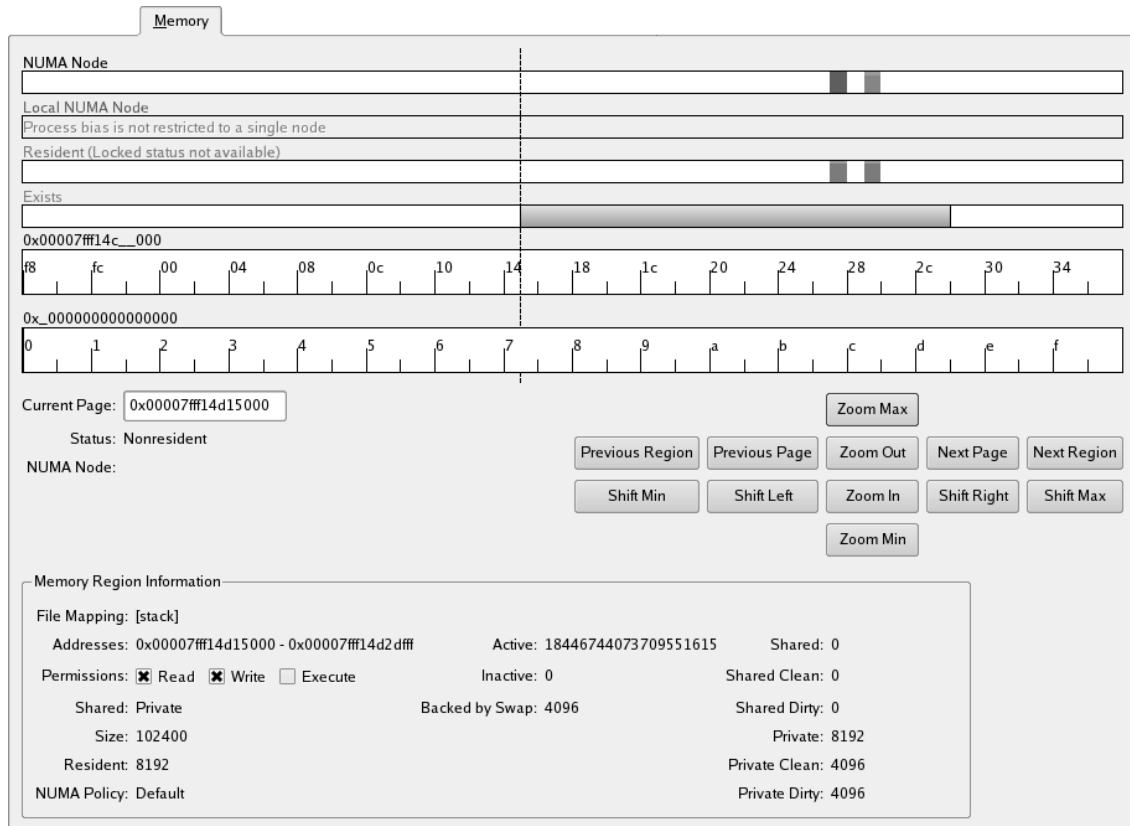 Memory
NUMA Node
Local NUMA Node
Process bias is not restricted to a single node
Resident (Locked status not available)
Exists
0x00007fff14c__000
f8 fc 00 04 08 0c 10 14 18 1c 20 24 28 2c 30 34
0x_000000000000000
0 1 2 3 4 5 6 7 8 9 a b c d e f
Current Page: 0x00007fff14d15000
Zoom Max
Status: Nonresident
Previous Region Previous Page Zoom Out Next Page Next Region
NUMA Node:
Shift Min Shift Left Zoom In Shift Right Shift Max
Zoom Min
Memory Region Information
File Mapping: [stack]
Addresses: 0x00007fff14d15000 - 0x00007fff14d2dfff Active: 18446744073709551615 Shared: 0
Permissions: Read Write Execute Inactive: 0 Shared Clean: 0
Shared: Private Backed by Swap: 4096 Shared Dirty: 0
Size: 102400 Private: 8192
Resident: 8192 Private Clean: 4096
NUMA Policy: Default Private Dirty: 4096